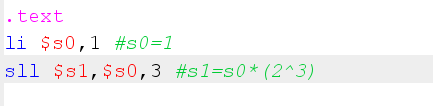 .text
li $s0,1 #s0=1
sll $s1,$s0,3 #s1=s0*(2^3)